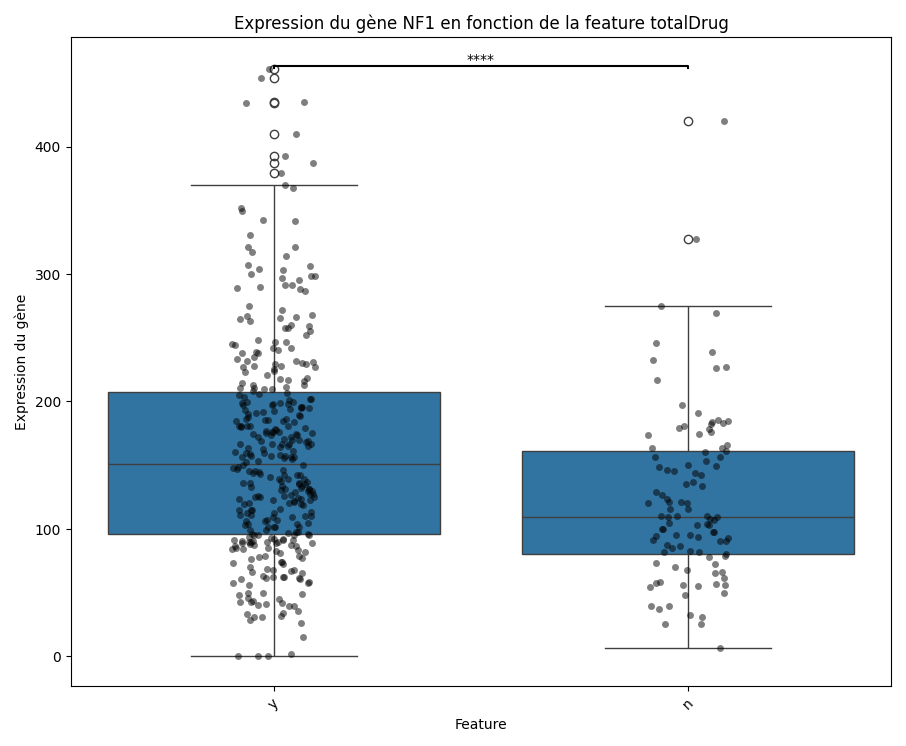 Expression du gène NF1 en fonction de la feature totalDrug
****
400
300
200
100
0
Expression du gène
y
n
Feature